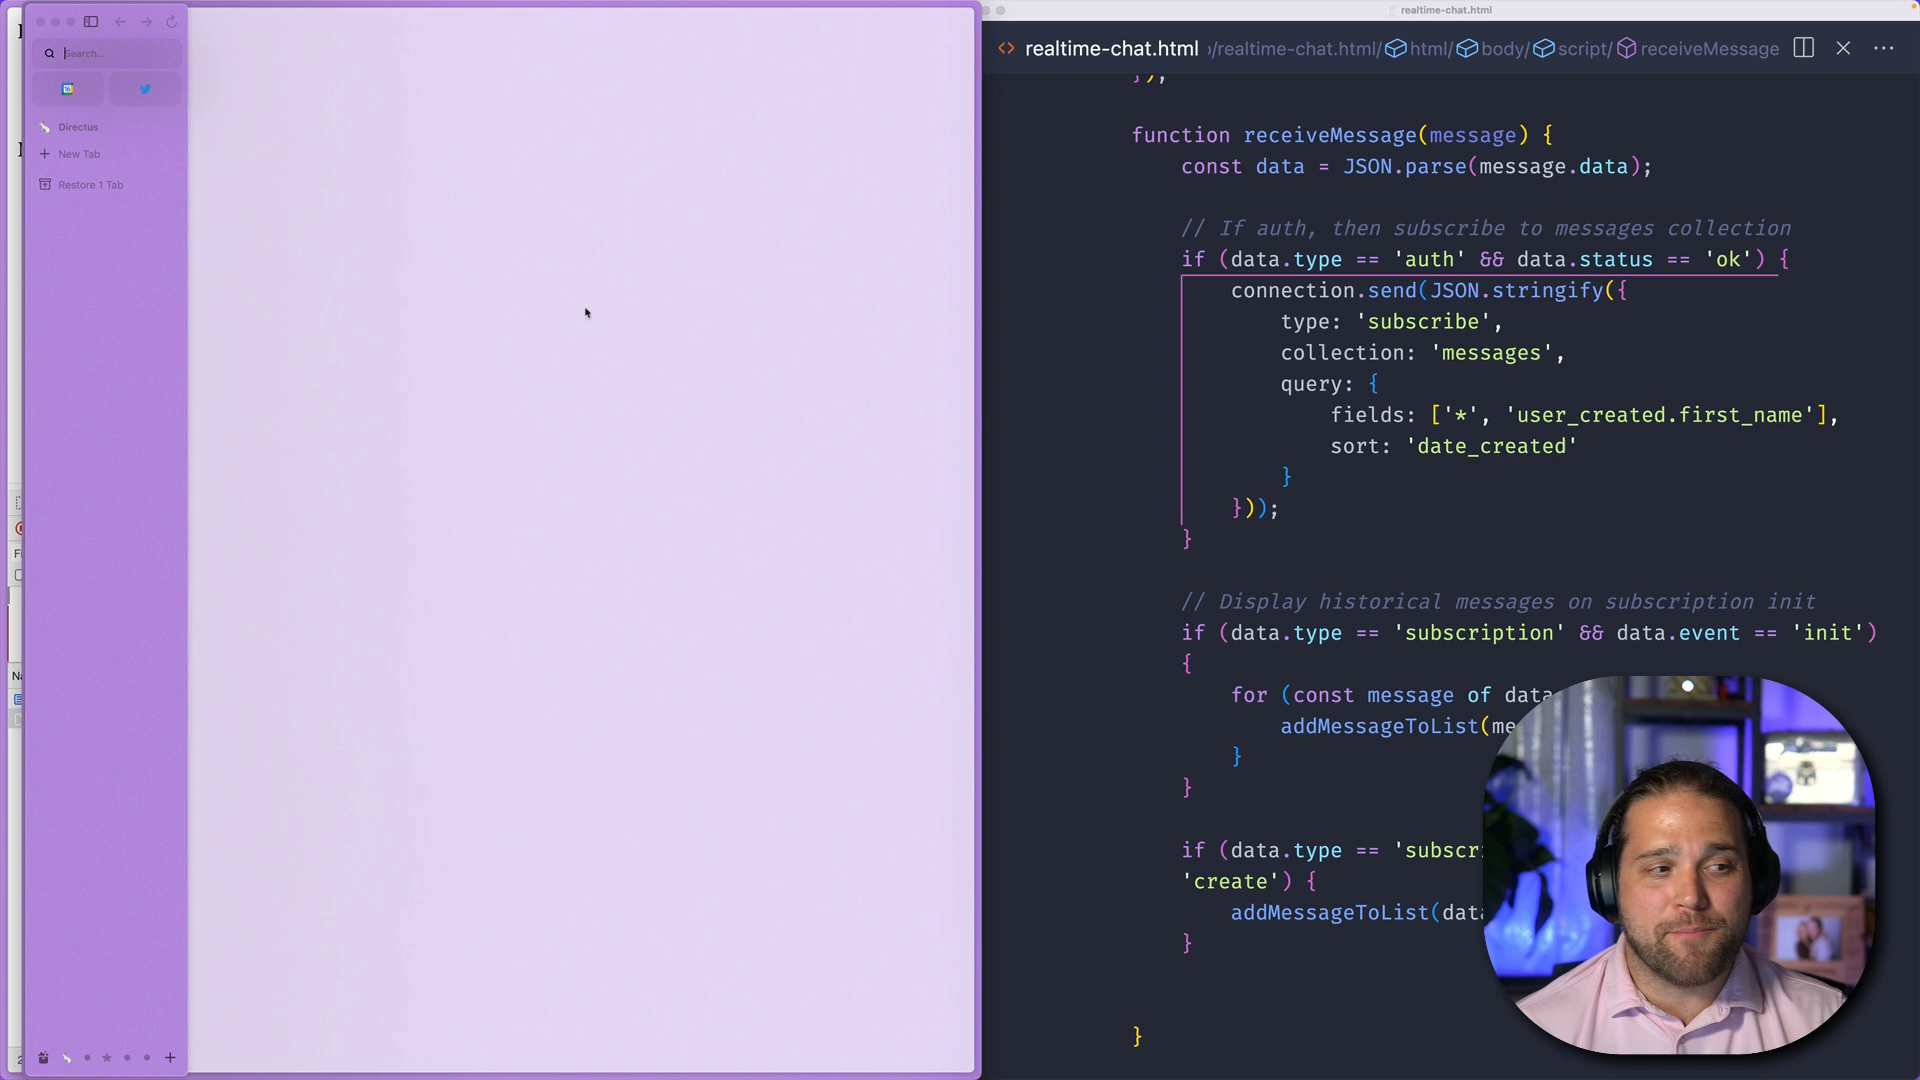 realtime-chat.html
Search...
Directus
New Tab
Restore 1 Tab
realtime-chat.html /realtime-chat.html/ html/ body/ script/ receiveMessage
});
function receiveMessage(message) {
const data = JSON.parse(message.data);
// If auth, then subscribe to messages collection
if (data.type == 'auth' && data.status == 'ok') {
connection.send(JSON.stringify({
type: 'subscribe',
collection: 'messages',
query: {
fields: ['*', 'user_created.first_name'],
sort: 'date_created'
}
}));
}
// Display historical messages on subscription init
if (data.type == 'subscription' && data.event == 'init')
{
for (const message of data
addMessageToList(me
}
}
if (data.type == 'subscr
'create') {
addMessageToList(data
}
}